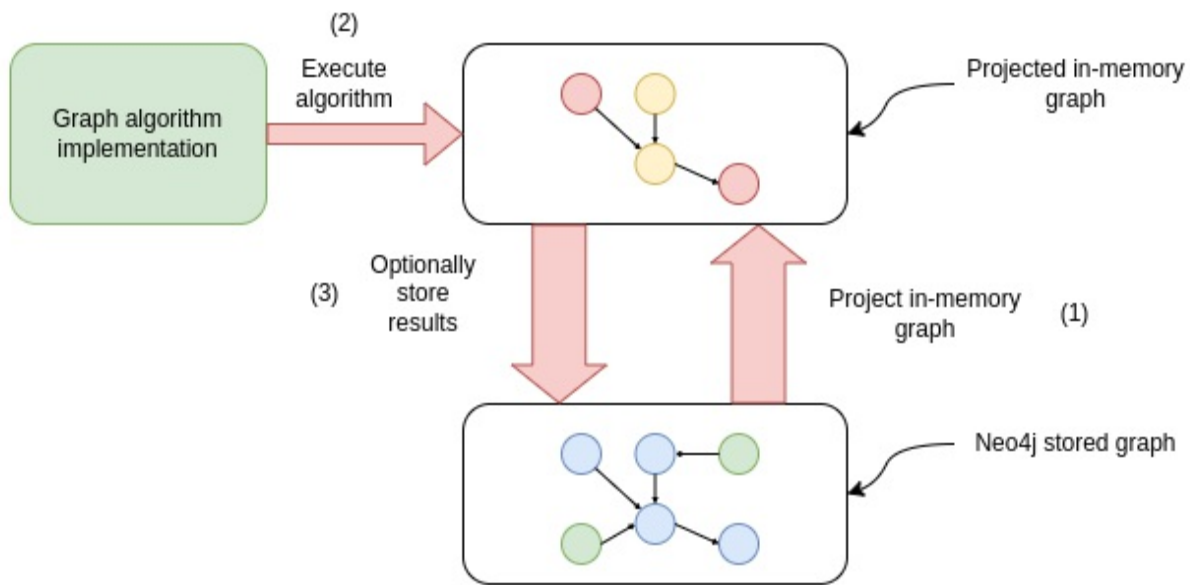 (2)
Execute
algorithm
Graph algorithm
implementation
Projected in-memory
graph
(3)
Optionally
store
results
Project in-memory
graph
(1)
Neo4j stored graph